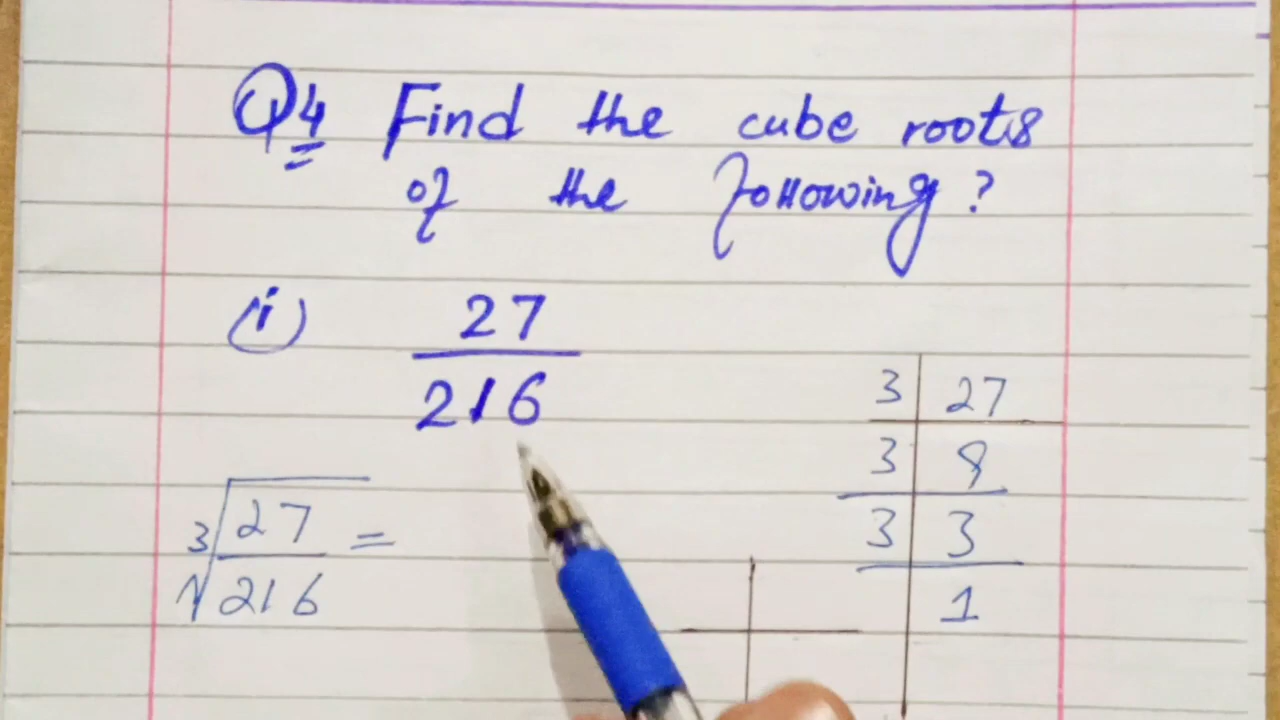 Q4 Find the cube roots
of the following?
(i) 27
216
3 27
3 9
3 3
1
3√27/216 =